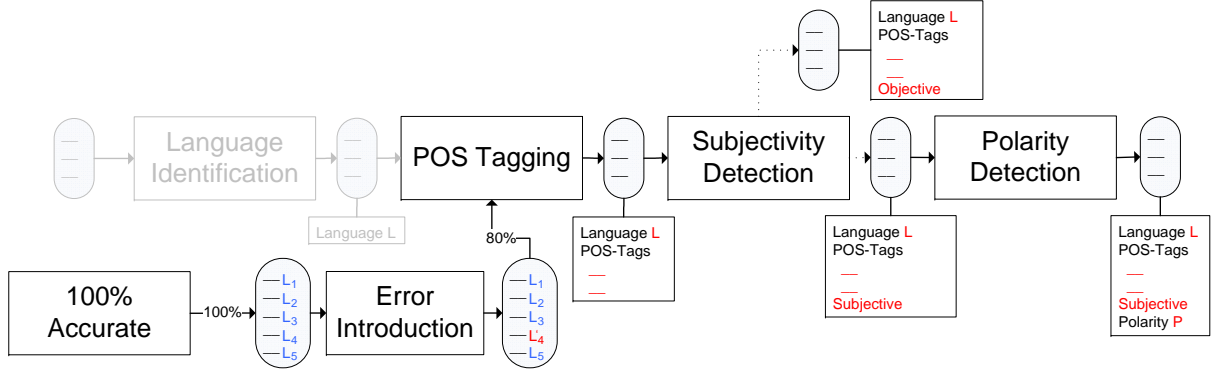 Language L
POS-Tags
Objective
Language
Identification
POS Tagging
Subjectivity
Detection
Polarity
Detection
Language L
80%
Language L
POS-Tags
Language L
POS-Tags
Subjective
Language L
POS-Tags
Subjective
Polarity P
100%
Accurate
100%
L1
L2
L3
L4
L5
Error
Introduction
L1
L2
L3
L'4
L5